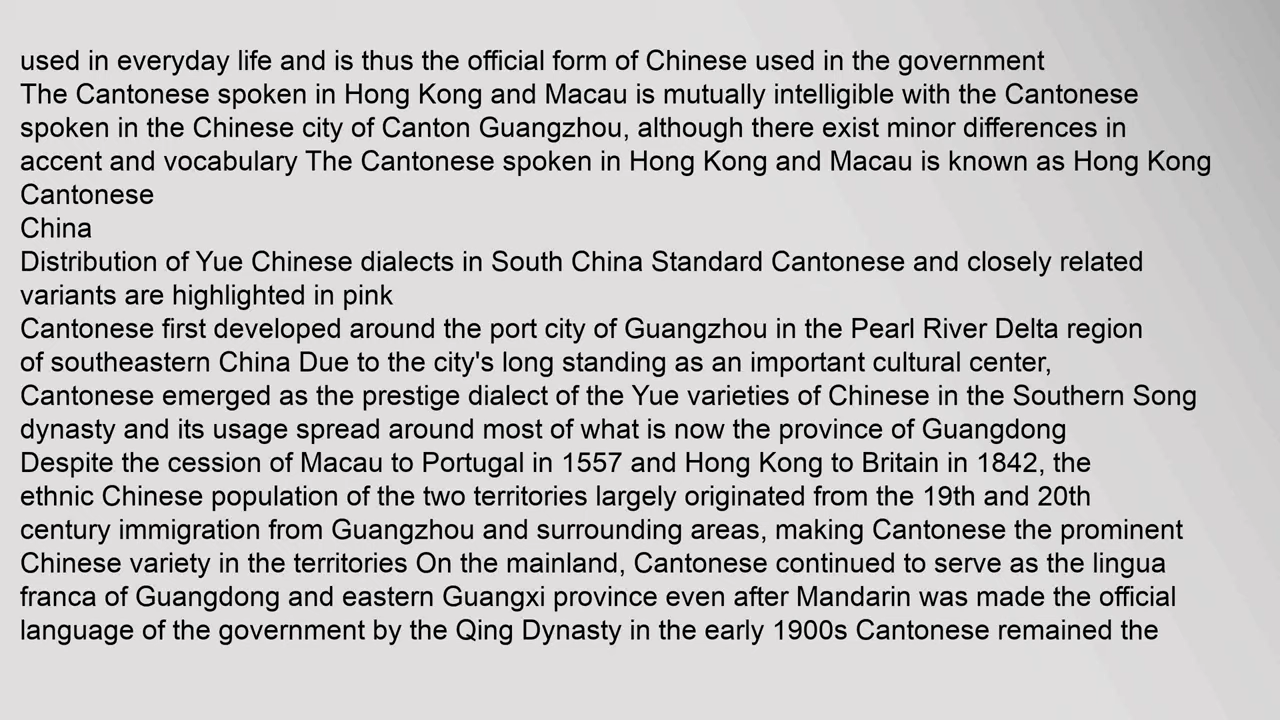 used in everyday life and is thus the official form of Chinese used in the government
The Cantonese spoken in Hong Kong and Macau is mutually intelligible with the Cantonese
spoken in the Chinese city of Canton Guangzhou, although there exist minor differences in
accent and vocabulary The Cantonese spoken in Hong Kong and Macau is known as Hong Kong
Cantonese
China
Distribution of Yue Chinese dialects in South China Standard Cantonese and closely related
variants are highlighted in pink
Cantonese first developed around the port city of Guangzhou in the Pearl River Delta region
of southeastern China Due to the city's long standing as an important cultural center,
Cantonese emerged as the prestige dialect of the Yue varieties of Chinese in the Southern Song
dynasty and its usage spread around most of what is now the province of Guangdong
Despite the cession of Macau to Portugal in 1557 and Hong Kong to Britain in 1842, the
ethnic Chinese population of the two territories largely originated from the 19th and 20th
century immigration from Guangzhou and surrounding areas, making Cantonese the prominent
Chinese variety in the territories On the mainland, Cantonese continued to serve as the lingua
franca of Guangdong and eastern Guangxi province even after Mandarin was made the official
language of the government by the Qing Dynasty in the early 1900s Cantonese remained the